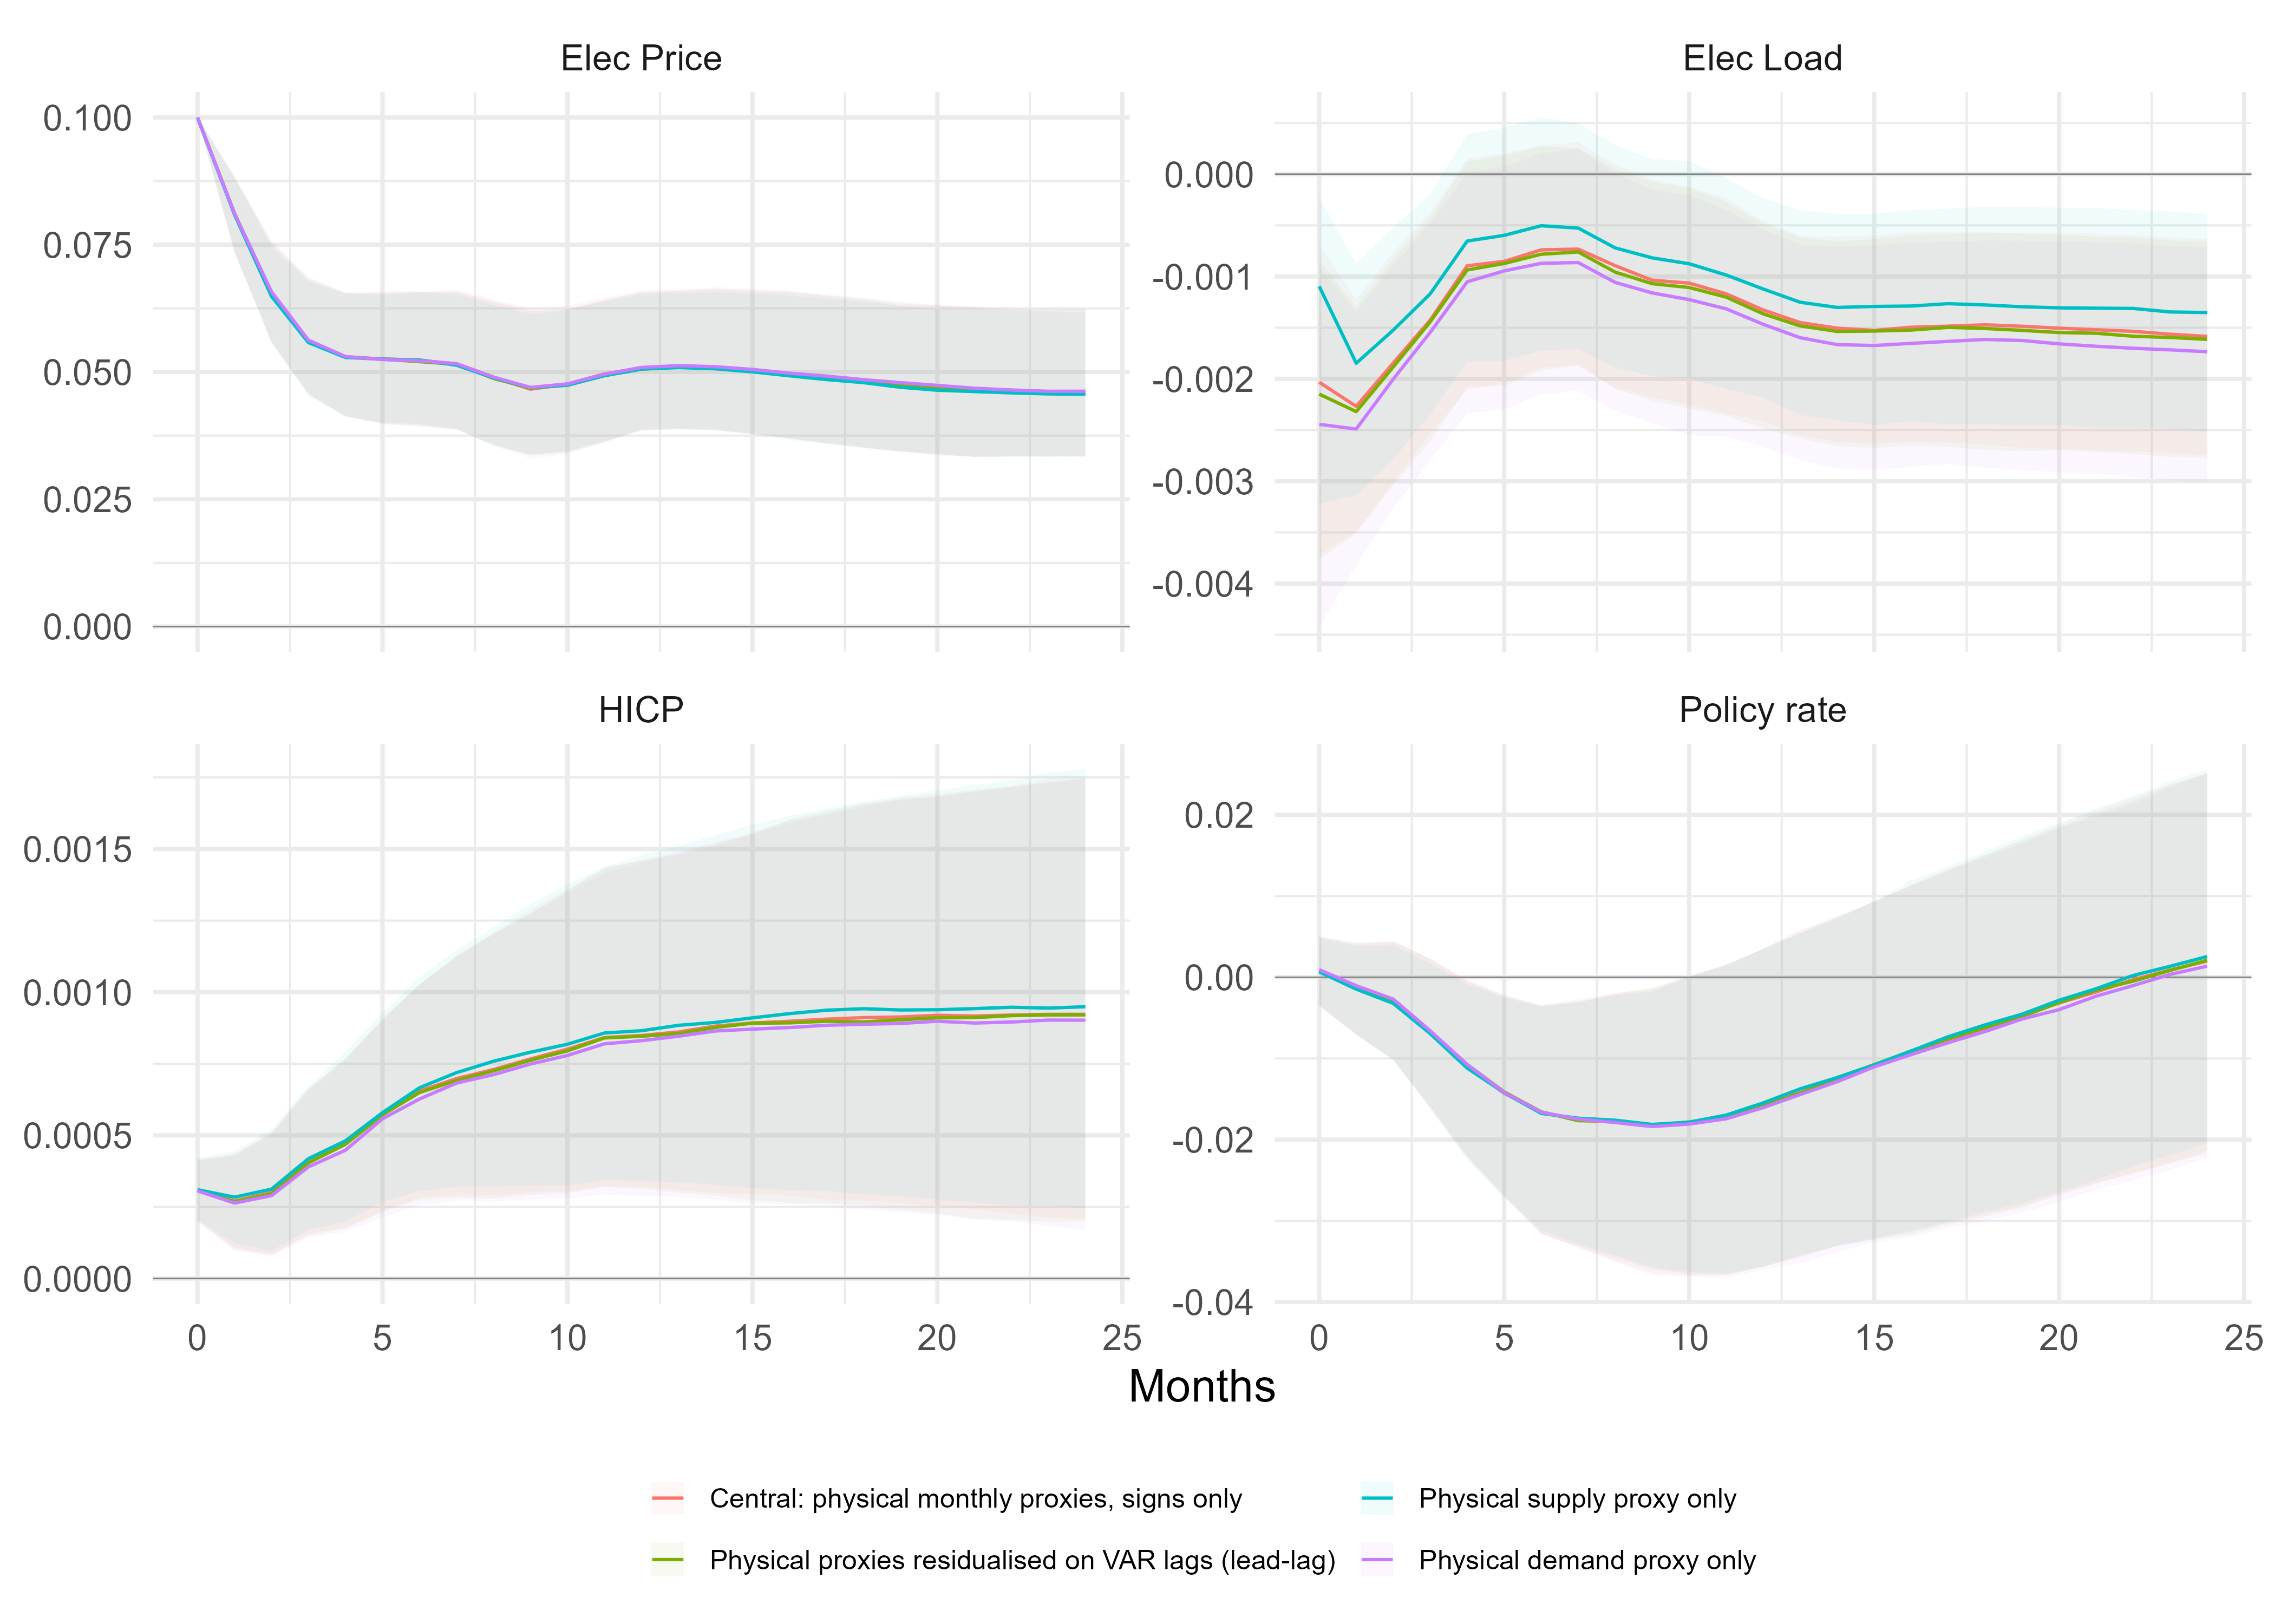 Elec Price
Elec Load
0.100
0.075
0.050
0.025
0.000
0.000
-0.001
-0.002
-0.003
-0.004
HICP
Policy rate
0.0015
0.0010
0.0005
0.0000
0.02
0.00
-0.02
-0.04
0 5 10 15 20 25
0 5 10 15 20 25
Months
Central: physical monthly proxies, signs only
Physical supply proxy only
Physical proxies residualised on VAR lags (lead-lag)
Physical demand proxy only